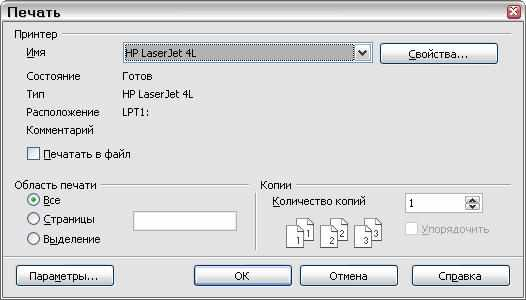 Печать
Принтер
Имя HP LaserJet 4L Свойства...
Состояние Готов
Тип HP LaserJet 4L
Расположение LPT1:
Комментарий
Печатать в файл
Область печати Копии
Все Количество копий 1
Страницы 1 1 2 2 3 3 Упорядочить
Выделение
Параметры... ОК Отмена Справка